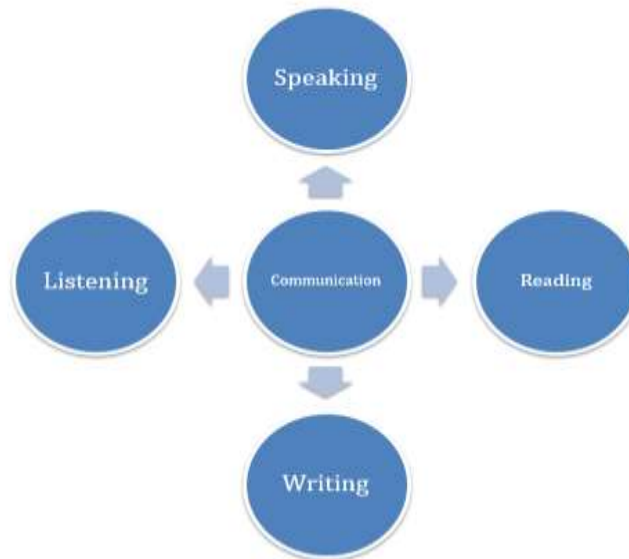 Speaking
Listening
Communication
Reading
Writing